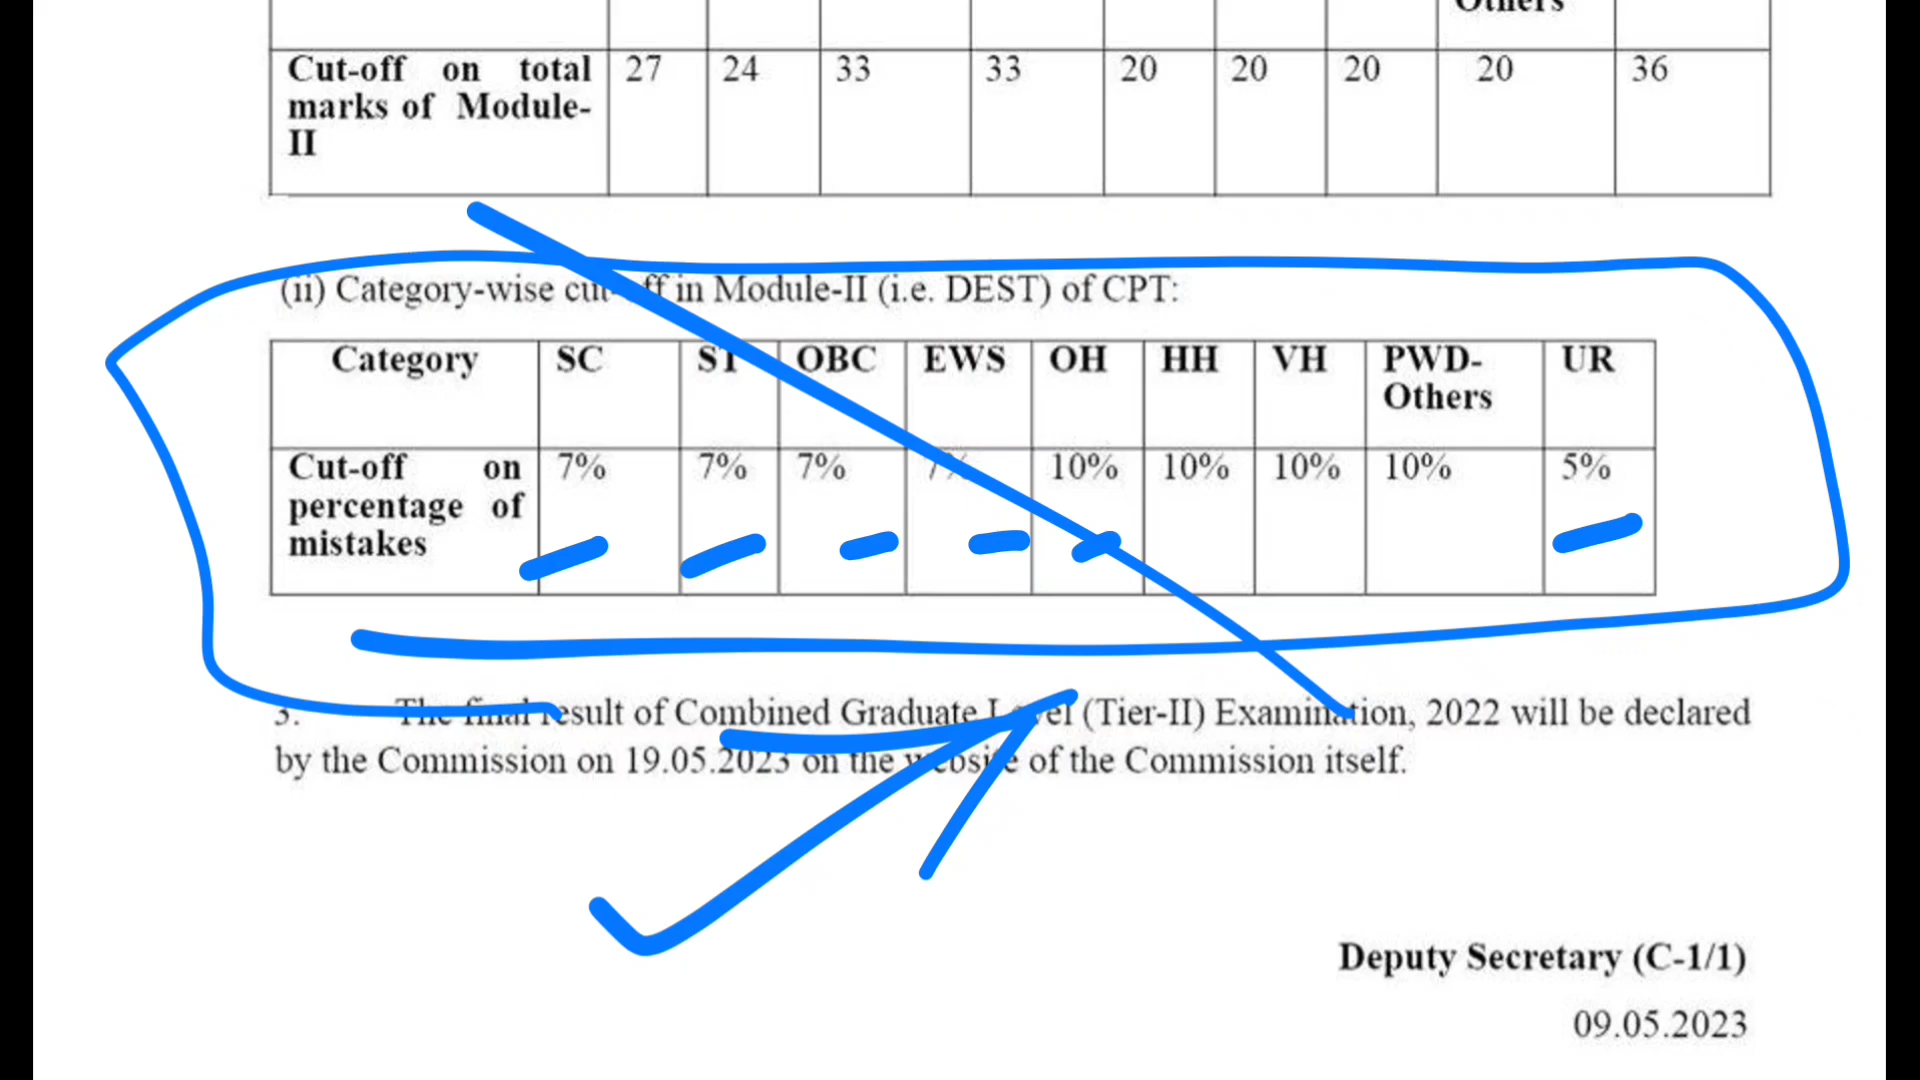 Others
Cut-off on total 27 24 33 33 20 20 20 20 36
marks of Module-
II
(ii) Category-wise cut-off in Module-II (i.e. DEST) of CPT:
Category SC ST OBC EWS OH HH VH PWD- UR
Others
Cut-off on 7% 7% 7% 7% 10% 10% 10% 10% 5%
percentage of
mistakes
3. The final result of Combined Graduate Level (Tier-II) Examination, 2022 will be declared
by the Commission on 19.05.2023 on the website of the Commission itself.
Deputy Secretary (C-1/1)
09.05.2023